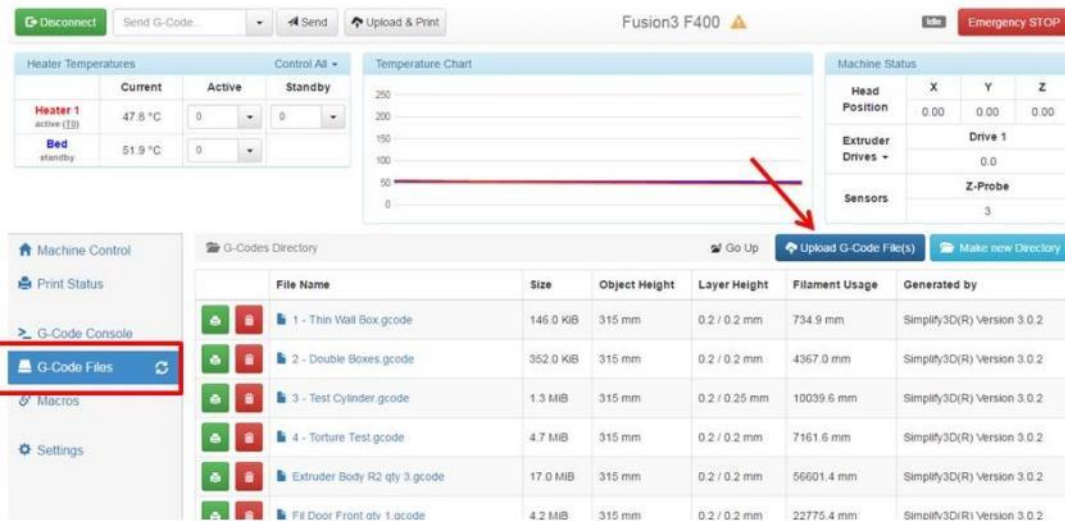 Disconnect Send G-Code... Send Upload & Print Fusion3 F400 Idle Emergency STOP
Heater Temperatures Control All
Current Active Standby
Heater 1 47.8 °C 0 0
active (T0)
Bed 51.9 °C 0
standby
Temperature Chart
250
200
150
100
50
0
Machine Status
Head Position X Y Z
0.00 0.00 0.00
Extruder Drives Drive 1
0.0
Sensors Z-Probe
3
Machine Control
Print Status
G-Code Console
G-Code Files
Macros
Settings
G-Codes Directory Go Up Upload G-Code File(s) Make new Directory
File Name Size Object Height Layer Height Filament Usage Generated by
1 - Thin Wall Box.gcode 146.0 KiB 315 mm 0.2 / 0.2 mm 734.9 mm Simplify3D(R) Version 3.0.2
2 - Double Boxes.gcode 352.0 KiB 315 mm 0.2 / 0.2 mm 4367.0 mm Simplify3D(R) Version 3.0.2
3 - Test Cylinder.gcode 1.3 MiB 315 mm 0.2 / 0.25 mm 10039.6 mm Simplify3D(R) Version 3.0.2
4 - Torture Test.gcode 4.7 MiB 315 mm 0.2 / 0.2 mm 7161.6 mm Simplify3D(R) Version 3.0.2
Extruder Body R2 qty 3.gcode 17.0 MiB 315 mm 0.2 / 0.2 mm 56601.4 mm Simplify3D(R) Version 3.0.2
Fil Door Front qty 1.gcode 4.2 MiB 315 mm 0.2 / 0.2 mm 22775.4 mm Simplify3D(R) Version 3.0.2